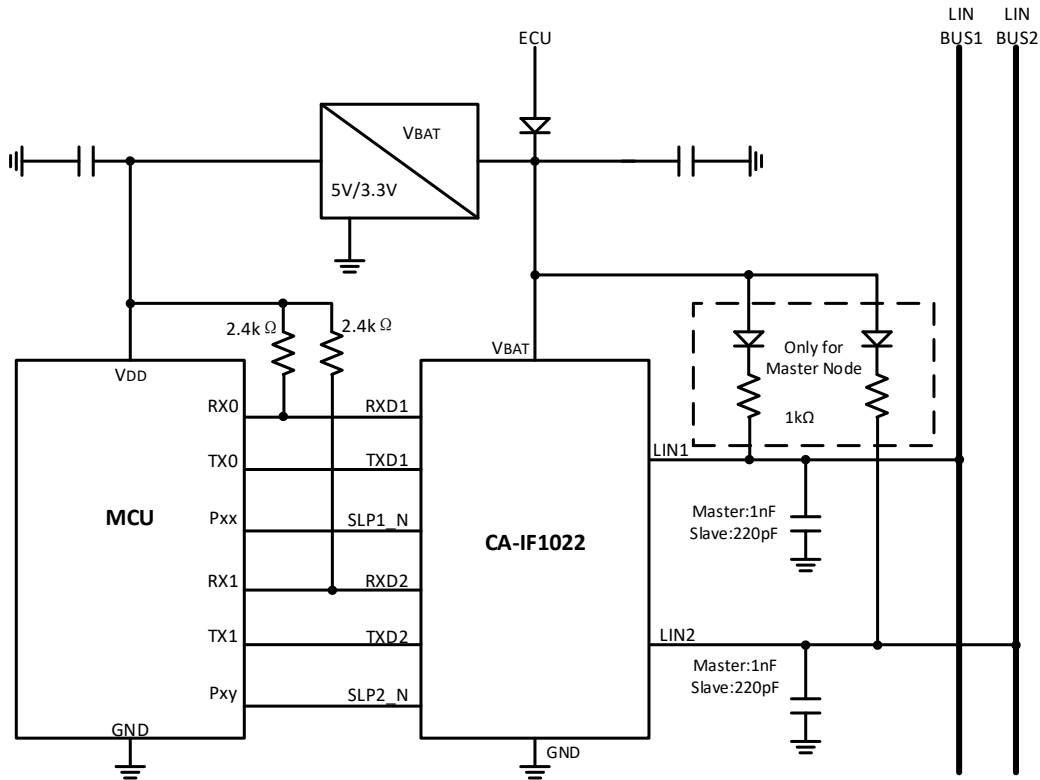 LIN LIN
BUS1 BUS2
ECU
VBAT
5V/3.3V
2.4k Ω 2.4k Ω
VBAT
Only for
Master Node
VDD
1kΩ
RX0 RXD1
LIN1
TX0 TXD1
Master:1nF
Slave:220pF
Pxx SLP1_N
MCU
CA-IF1022
RX1 RXD2
TX1 TXD2
LIN2
Master:1nF
Slave:220pF
Pxy SLP2_N
GND
GND